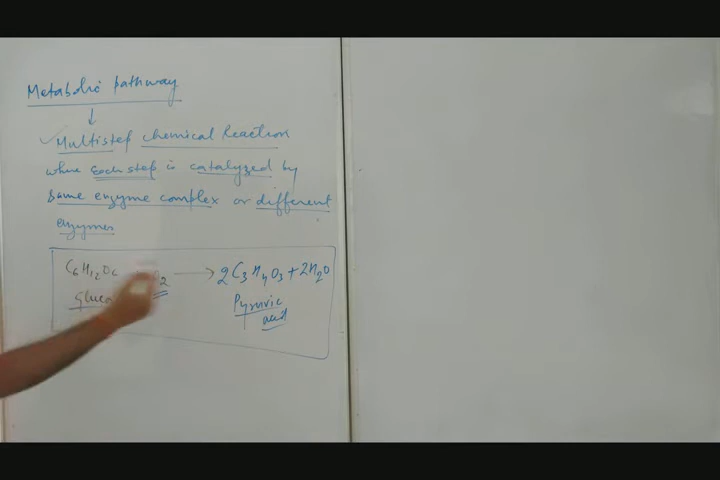 Metabolic pathway
↓
✓Multistep chemical Reaction
where each step is catalyzed by
same enzyme complex or different
enzymes
C6H12O6 O2 → 2C3H4O3+2H2O
Pyruvic
acid